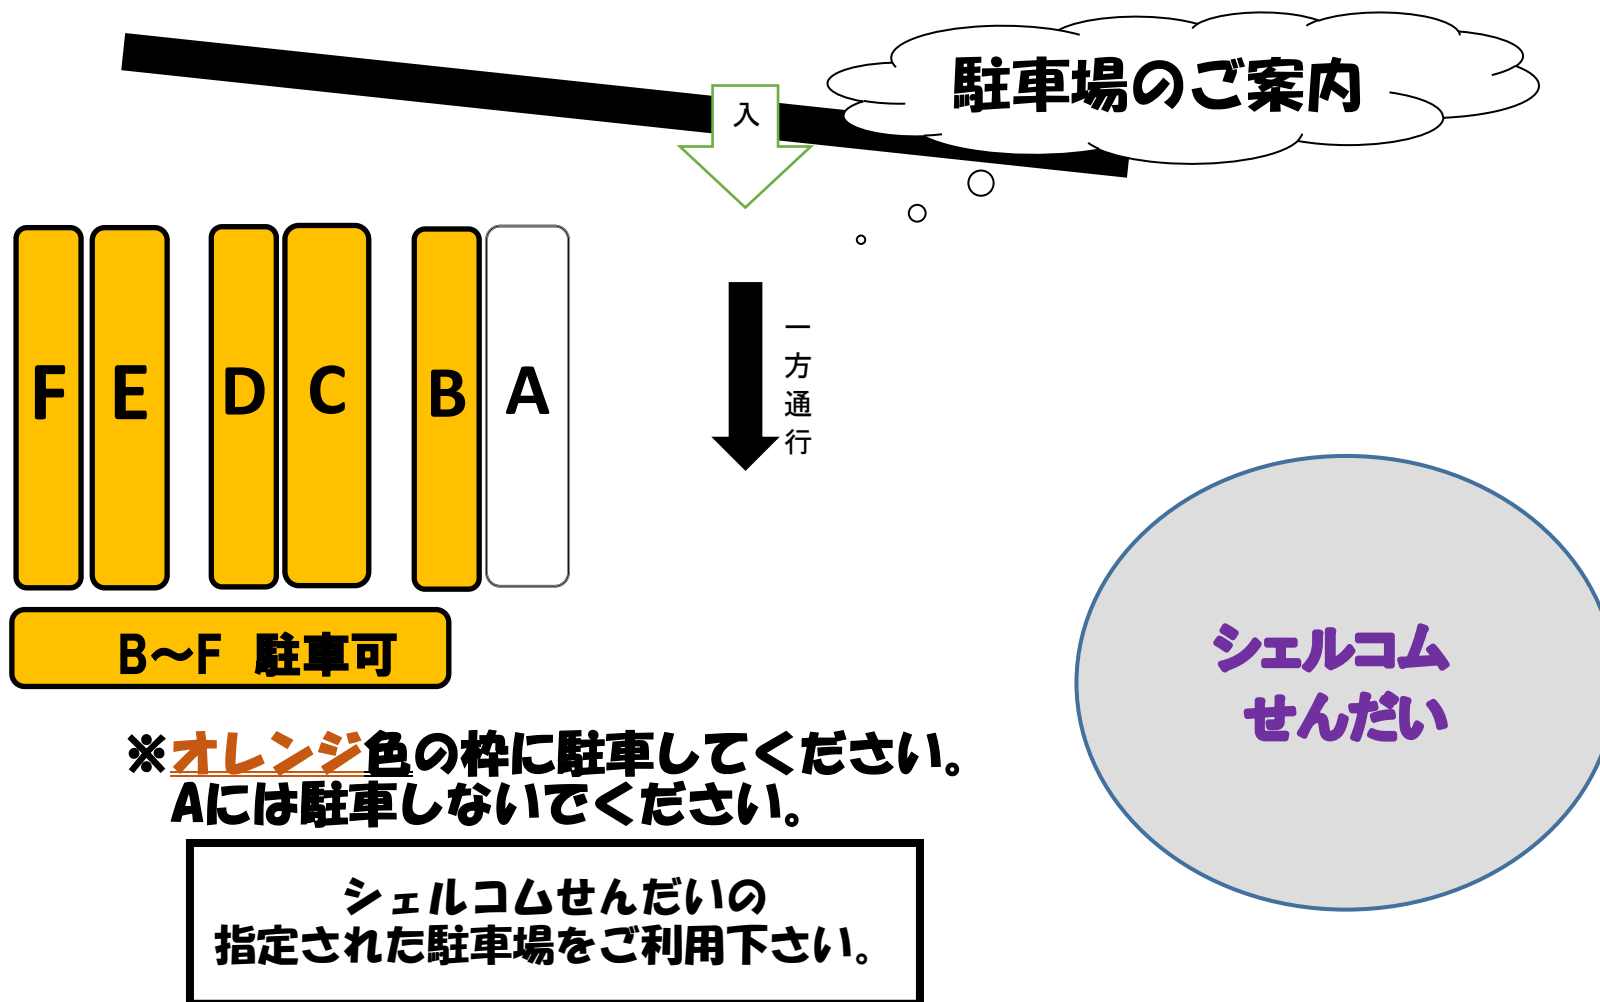 駐車場のご案内
入
一方通行
F E D C B A
B～F 駐車可
シェルコム
せんだい
※オレンジ色の枠に駐車してください。
Aには駐車しないでください。
シェルコムせんだいの
指定された駐車場をご利用下さい。